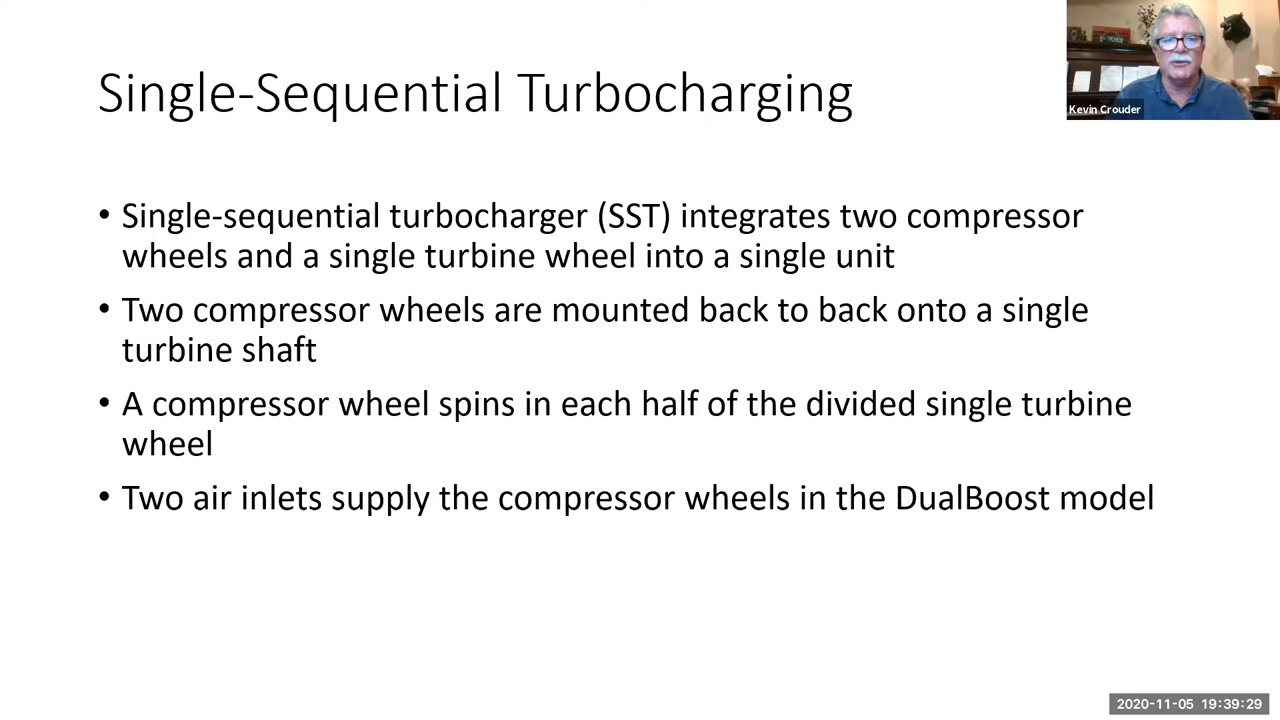 Single-Sequential Turbocharging
Kevin Crouder
• Single-sequential turbocharger (SST) integrates two compressor
wheels and a single turbine wheel into a single unit
• Two compressor wheels are mounted back to back onto a single
turbine shaft
• A compressor wheel spins in each half of the divided single turbine
wheel
• Two air inlets supply the compressor wheels in the DualBoost model
2020-11-05 19:39:29